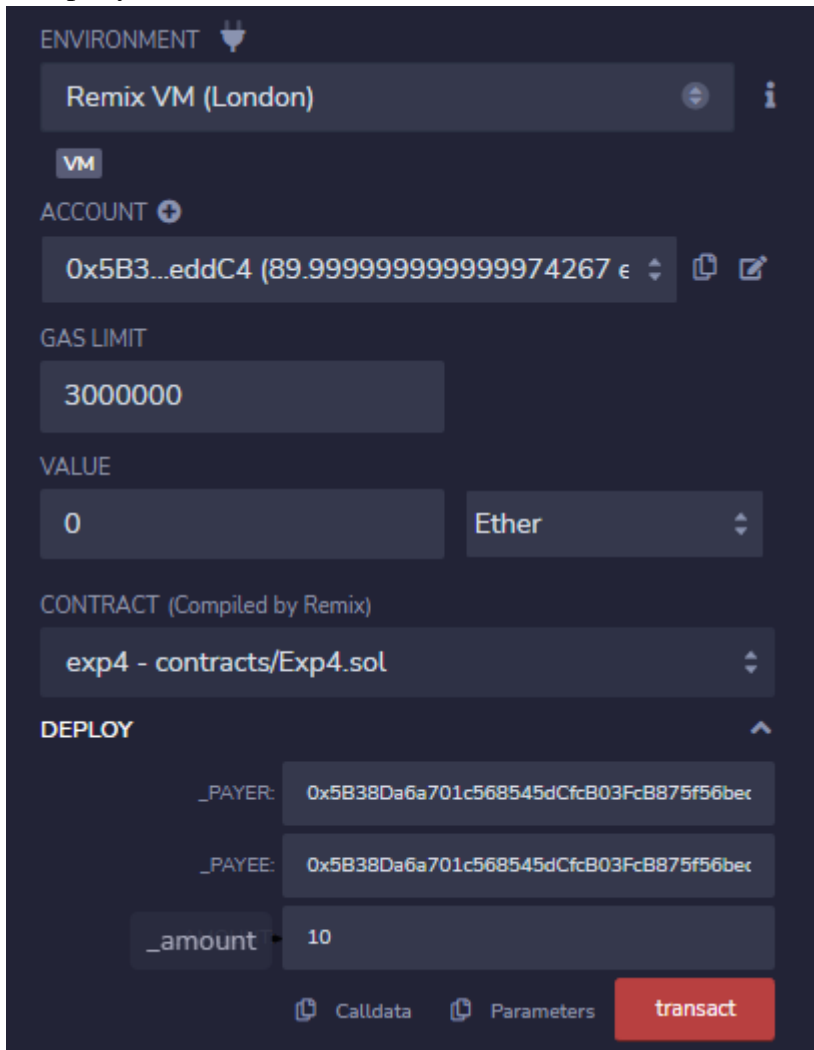 ENVIRONMENT
Remix VM (London)
VM
ACCOUNT
0x5B3...eddC4 (89.999999999999974267 e
GAS LIMIT
3000000
VALUE
0 Ether
CONTRACT (Compiled by Remix)
exp4 - contracts/Exp4.sol
DEPLOY
_PAYER: 0x5B38Da6a701c568545dCfcB03FcB875f56bec
_PAYEE: 0x5B38Da6a701c568545dCfcB03FcB875f56bec
_amount 10
Calldata Parameters transact